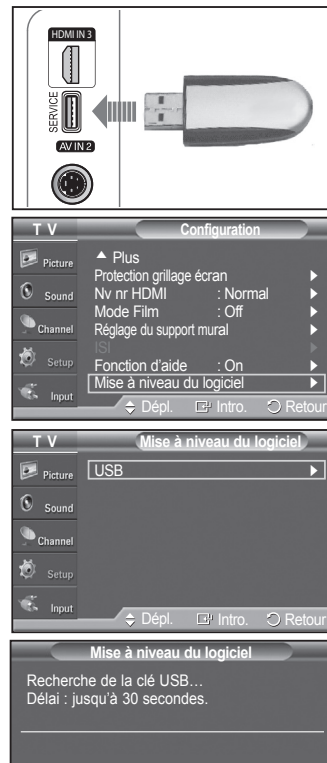 HDMI IN 3
SERVICE
AV IN 2
T V
Configuration
Picture
Sound
Channel
Setup
Input
▲ Plus
Protection grillage écran
Nv nr HDMI : Normal
Mode Film : Off
Réglage du support mural
ISI
Fonction d'aide : On
Mise à niveau du logiciel
Dépl. Intro. Retour
T V
Mise à niveau du logiciel
Picture
Sound
Channel
Setup
Input
USB
Dépl. Intro. Retour
Mise à niveau du logiciel
Recherche de la clé USB…
Délai : jusqu'à 30 secondes.